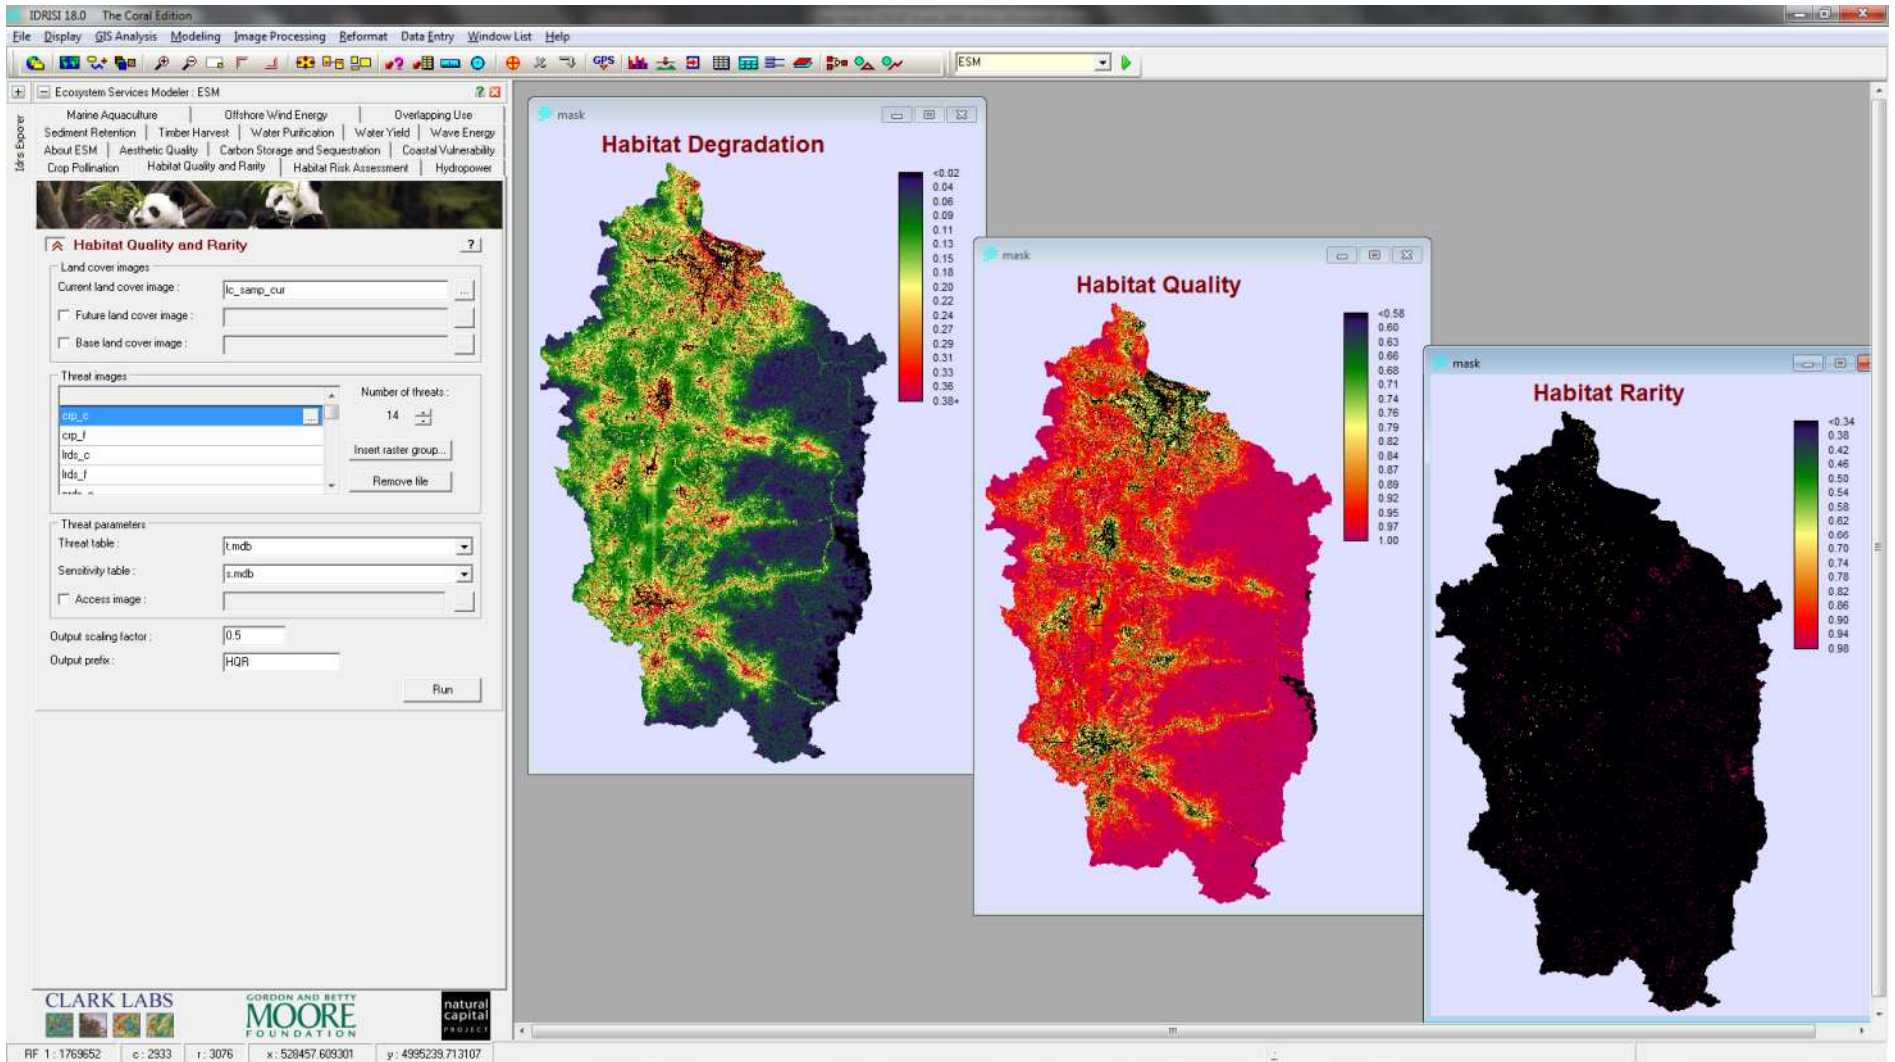 IDRISI 18.0 The Coral Edition
File Display GIS Analysis Modeling Image Processing Reformat Data Entry Window List Help
GPS
ESM
Idrisi Explorer
Ecosystem Services Modeler : ESM
Marine Aquaculture Offshore Wind Energy Overlapping Use
Sediment Retention Timber Harvest Water Purification Water Yield Wave Energy
About ESM Aesthetic Quality Carbon Storage and Sequestration Coastal Vulnerability
Crop Pollination Habitat Quality and Rarity Habitat Risk Assessment Hydropower
Habitat Quality and Rarity ?
Land cover images
Current land cover image : lc_samp_cur ...
Future land cover image :
Base land cover image :
Threat images
Number of threats :
crp_c ...
14
crp_f
lrds_c
Insert raster group...
lrds_f
Remove file
Threat parameters
Threat table : t.mdb
Sensitivity table : s.mdb
Access image :
Output scaling factor : 0.5
Output prefix : HQR
Run
CLARK LABS
GORDON AND BETTY
MOORE
FOUNDATION
natural
capital
PROJECT
mask
Habitat Degradation
<0.02
0.04
0.06
0.09
0.11
0.13
0.15
0.18
0.20
0.22
0.24
0.27
0.29
0.31
0.33
0.36
0.38+
mask
Habitat Quality
<0.58
0.60
0.63
0.66
0.68
0.71
0.74
0.76
0.79
0.82
0.84
0.87
0.89
0.92
0.95
0.97
1.00
mask
Habitat Rarity
<0.34
0.38
0.42
0.46
0.50
0.54
0.58
0.62
0.66
0.70
0.74
0.78
0.82
0.86
0.90
0.94
0.98
RF 1 : 1769652 c : 2933 r : 3076 x : 528457.609301 y : 4995239.713107